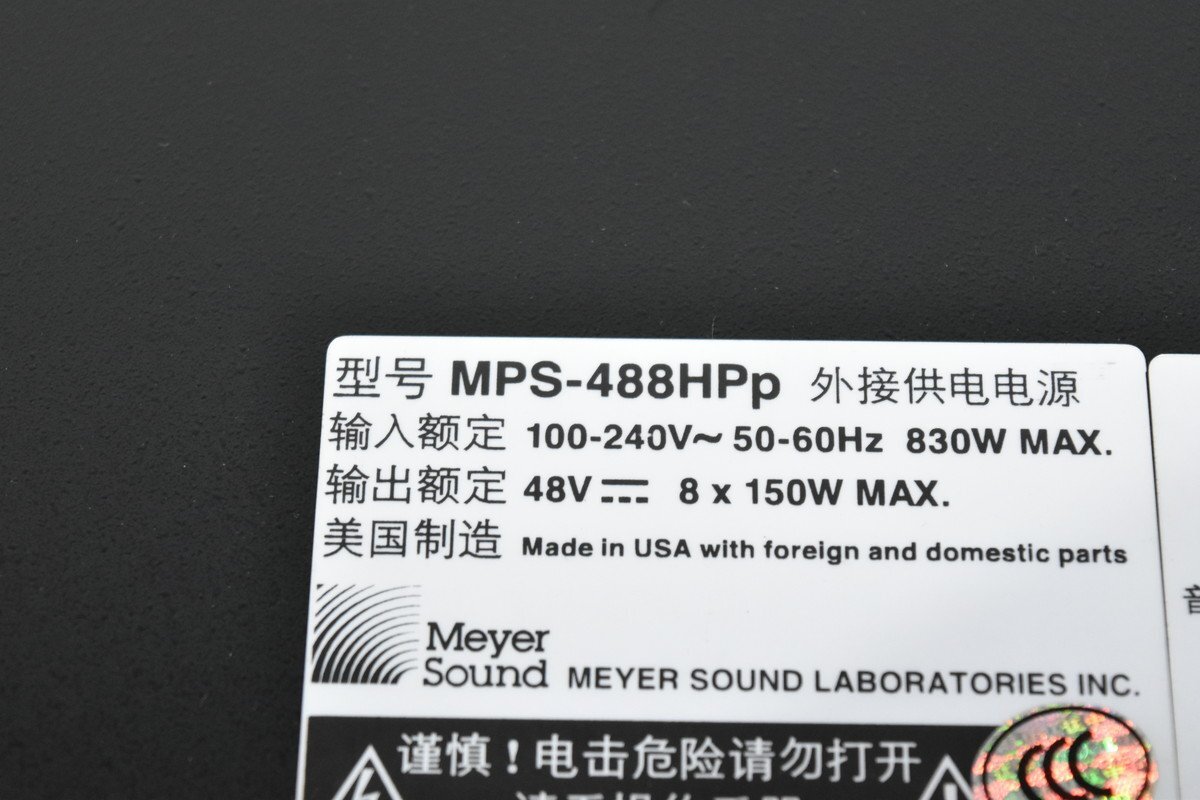 型号 MPS-488HPp 外接供电电源
输入额定 100-240V~ 50-60Hz 830W MAX.
输出额定 48V⎓ 8 x 150W MAX.
美国制造 Made in USA with foreign and domestic parts
Meyer
Sound MEYER SOUND LABORATORIES INC.
谨慎！电击危险请勿打开